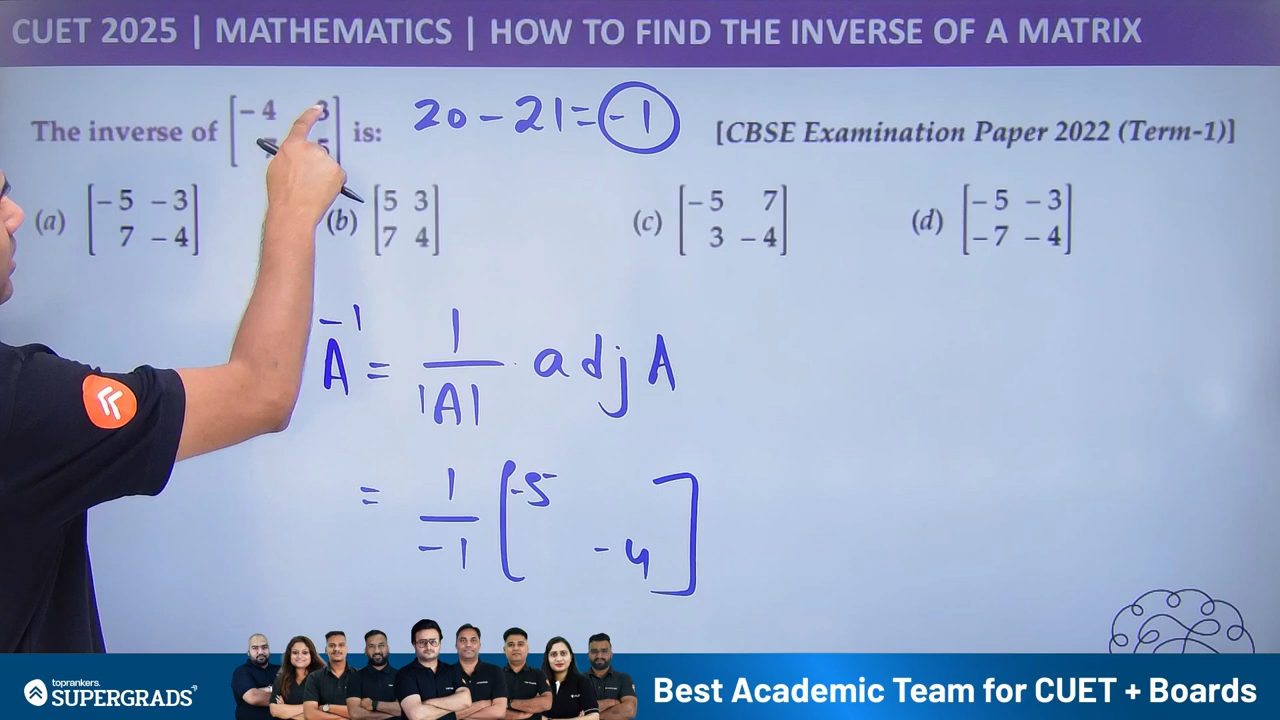 CUET 2025 | MATHEMATICS | HOW TO FIND THE INVERSE OF A MATRIX
The inverse of [- 4 3] is: 20 - 21 = -1 [CBSE Examination Paper 2022 (Term-1)]
(a) [- 5 - 3] (b) [5 3] (c) [- 5 7] (d) [- 5 - 3]
[7 - 4] [7 4] [3 - 4] [- 7 - 4]
A⁻¹ = 1/|A| . adj A
= 1/-1 [-5
-4]
toprankers
SUPERGRADS
Best Academic Team for CUET + Boards